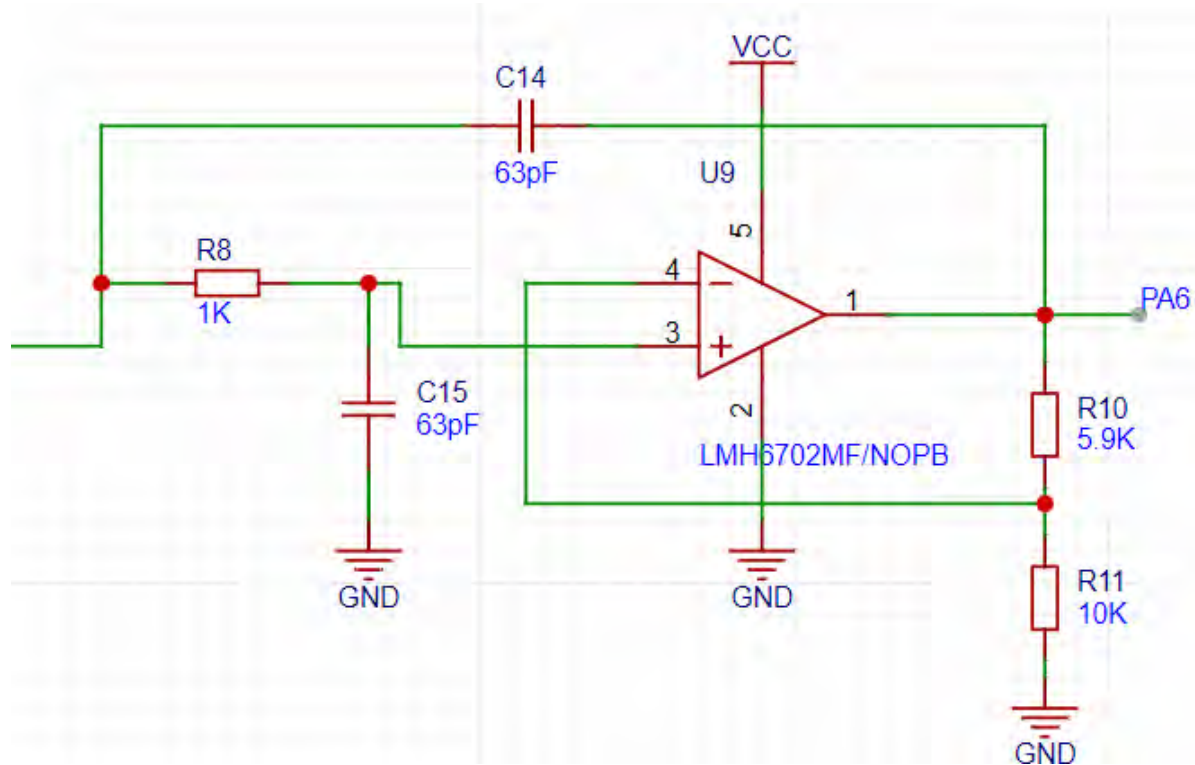 VCC
C14
63pF
U9
5
R8
1K
4
3
1
PA6
C15
63pF
2
R10
5.9K
LMH6702MF/NOPB
GND
GND
R11
10K
GND